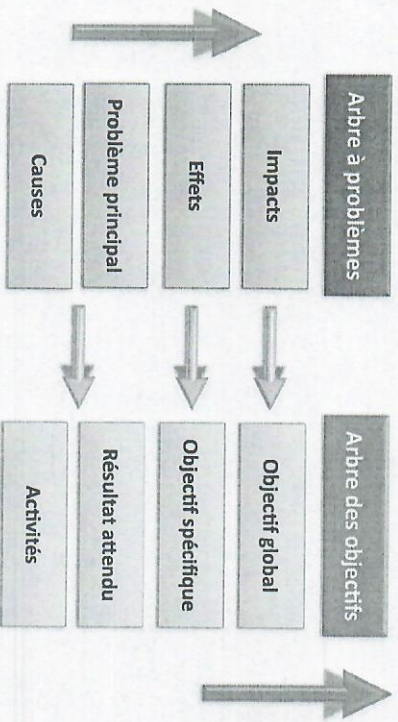 Arbre à problèmes
Impacts
Effets
Problème principal
Causes
Arbre des objectifs
Objectif global
Objectif spécifique
Résultat attendu
Activités